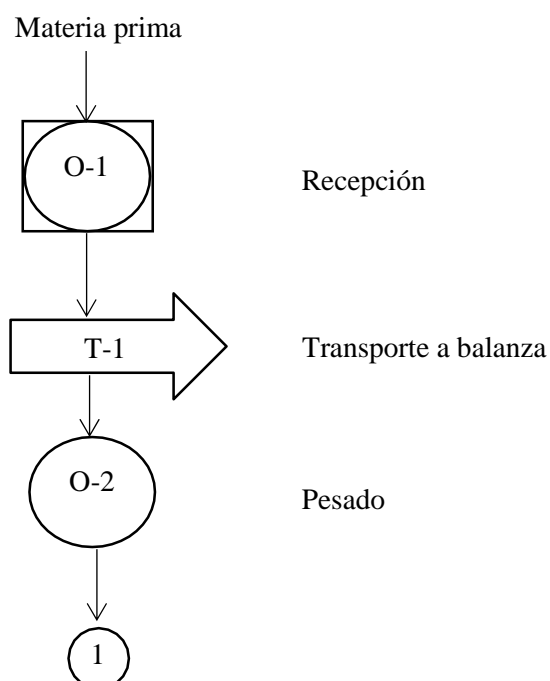 Materia prima
O-1
Recepción
T-1
Transporte a balanza
O-2
Pesado
1